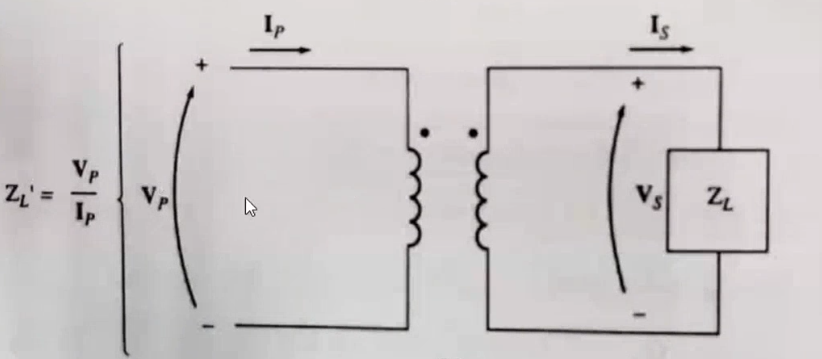 I_P
I_S
+
+
Z_L' = V_P / I_P
V_P
V_S
Z_L
−
−